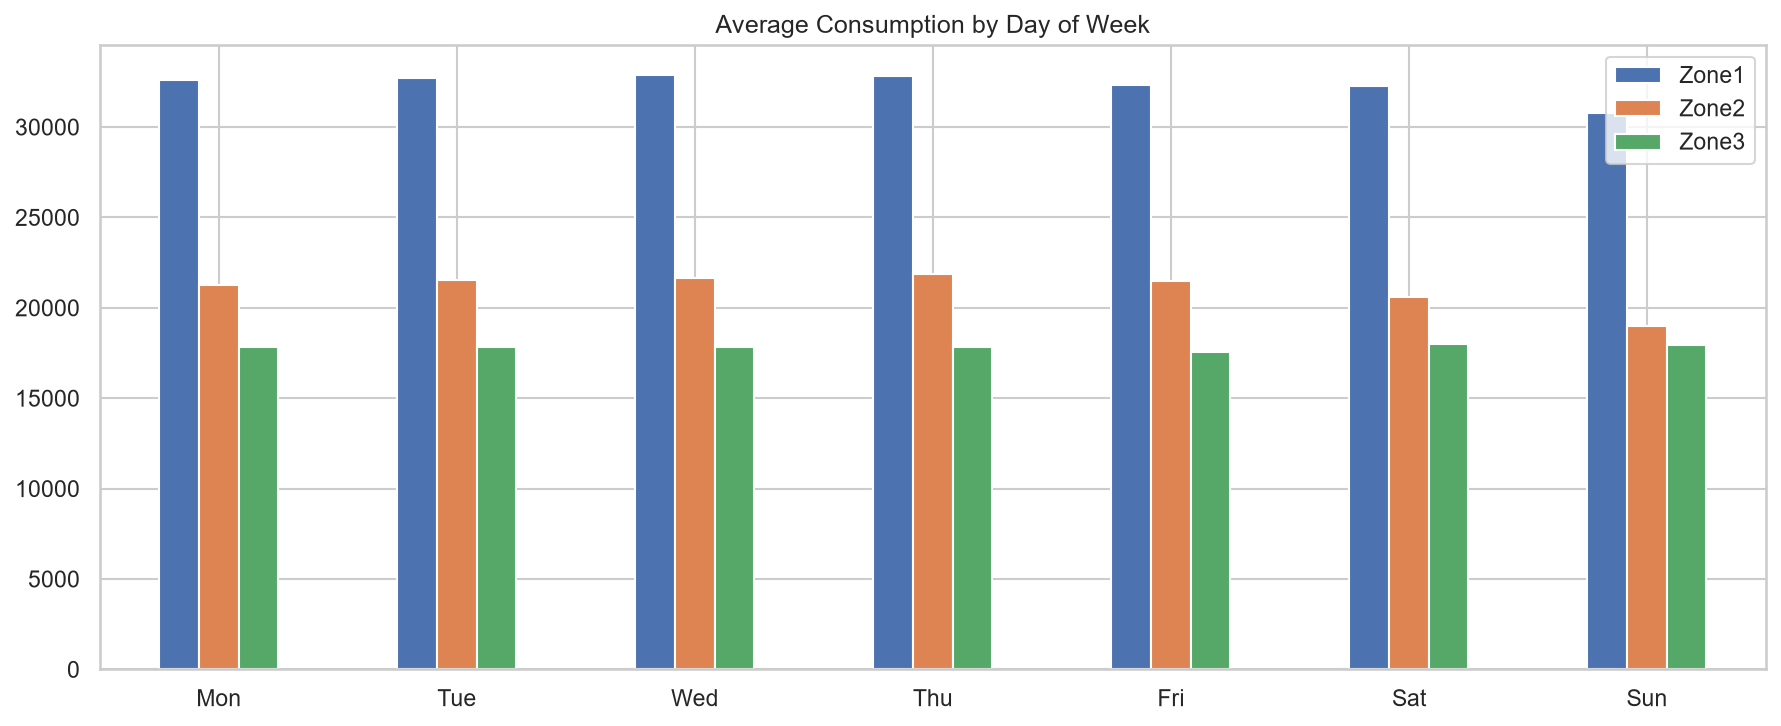 Average Consumption by Day of Week
Zone1
Zone2
Zone3
30000
25000
20000
15000
10000
5000
0
Mon Tue Wed Thu Fri Sat Sun